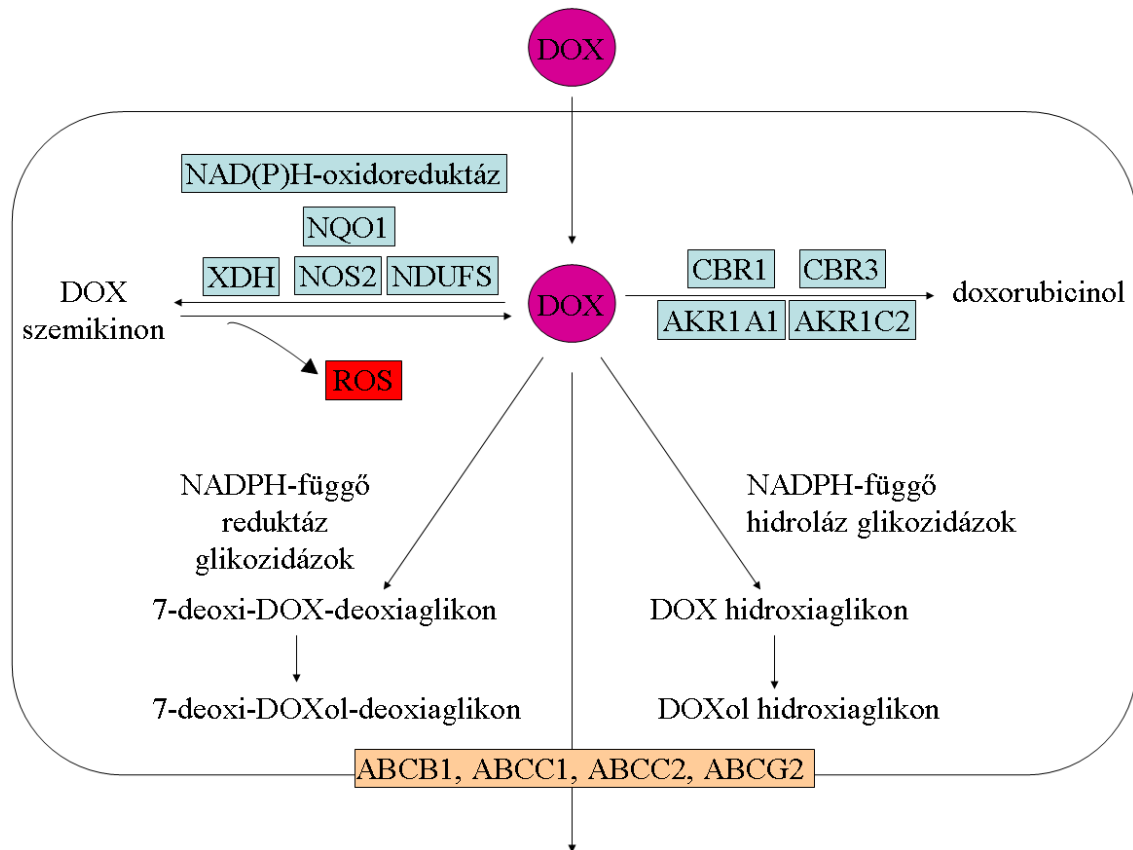 DOX
NAD(P)H-oxidoreduktáz
NQO1
XDH
NOS2
NDUFS
CBR1
CBR3
DOX
szemikinon
DOX
doxorubicinol
AKR1A1
AKR1C2
ROS
NADPH-függő
reduktáz
glikozidázok
NADPH-függő
hidroláz glikozidázok
7-deoxi-DOX-deoxiaglikon
DOX hidroxiaglikon
7-deoxi-DOXol-deoxiaglikon
DOXol hidroxiaglikon
ABCB1, ABCC1, ABCC2, ABCG2